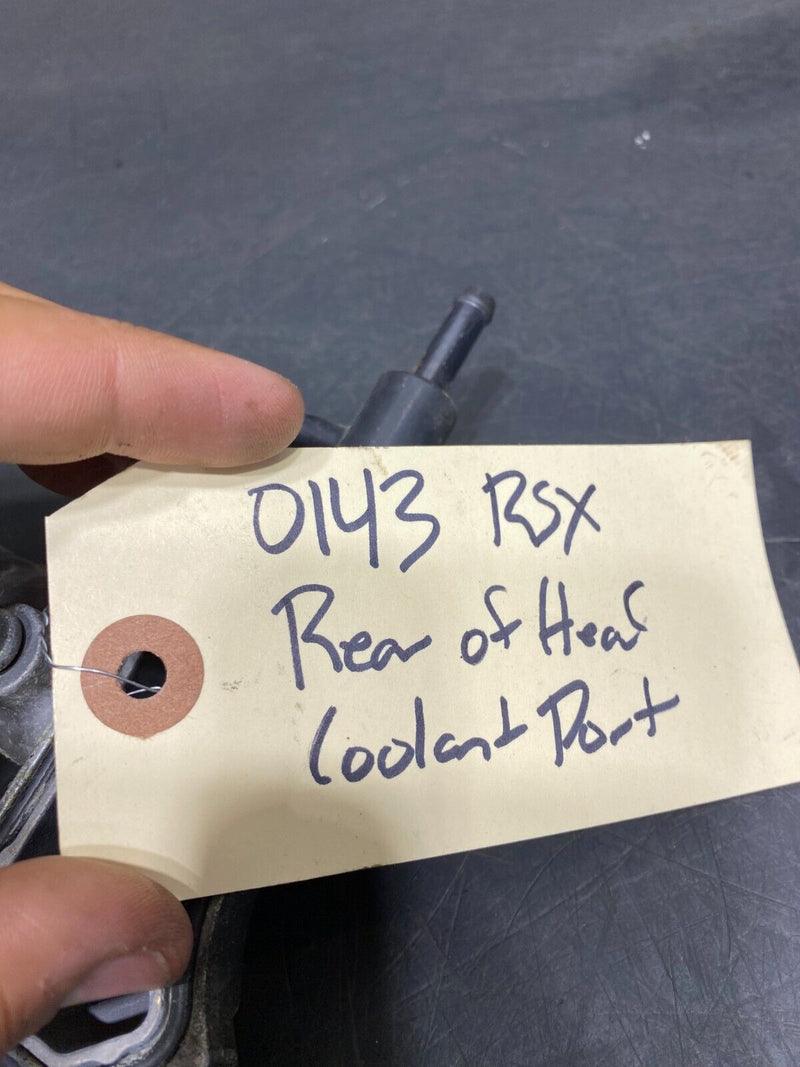 0143 RSX
Rear of Head
Coolant Port